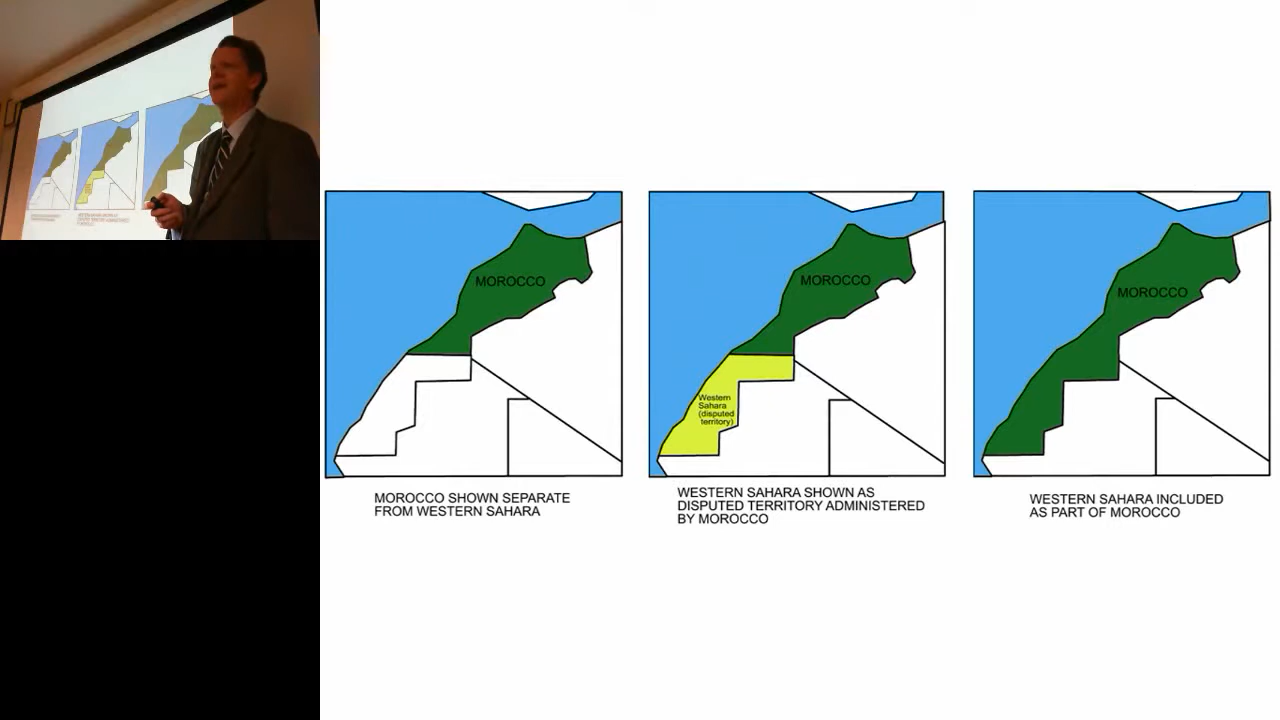 MOROCCO
MOROCCO SHOWN SEPARATE
FROM WESTERN SAHARA
MOROCCO
Western
Sahara
(disputed
territory)
WESTERN SAHARA SHOWN AS
DISPUTED TERRITORY ADMINISTERED
BY MOROCCO
MOROCCO
WESTERN SAHARA INCLUDED
AS PART OF MOROCCO